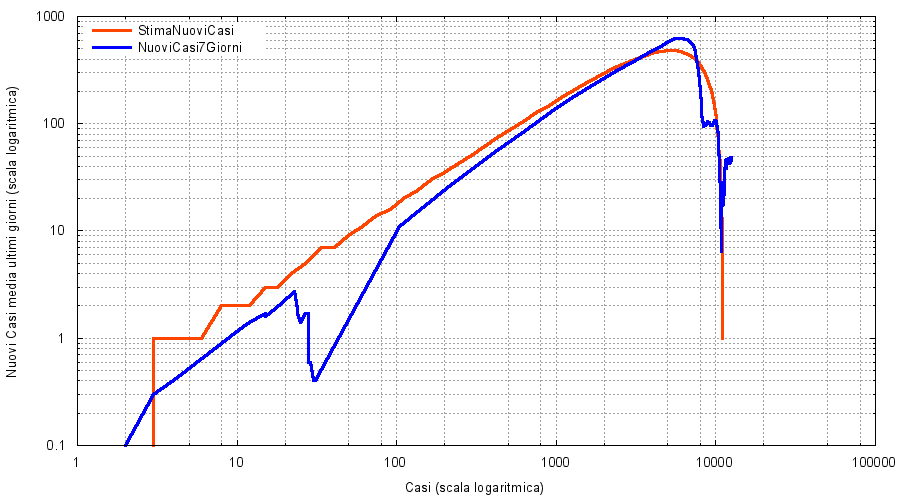 1000
100
10
1
0.1
StimaNuoviCasi
NuoviCasi7Giorni
Nuovi Casi media ultimi giorni (scala logaritmica)
1 10 100 1000 10000 100000
Casi (scala logaritmica)